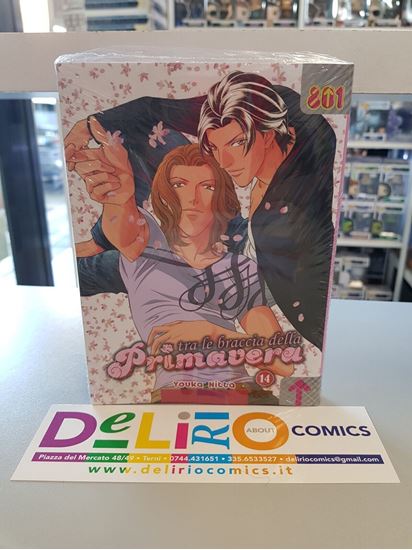 801
tra le braccia della
Primavera
Youka Nitta
14
DeLiRIO ABOUT COMICS
Piazza del Mercato 48/49 • Terni • 0744.431651 • 335.6533527 • deliriocomics@gmail.com
www.deliriocomics.it